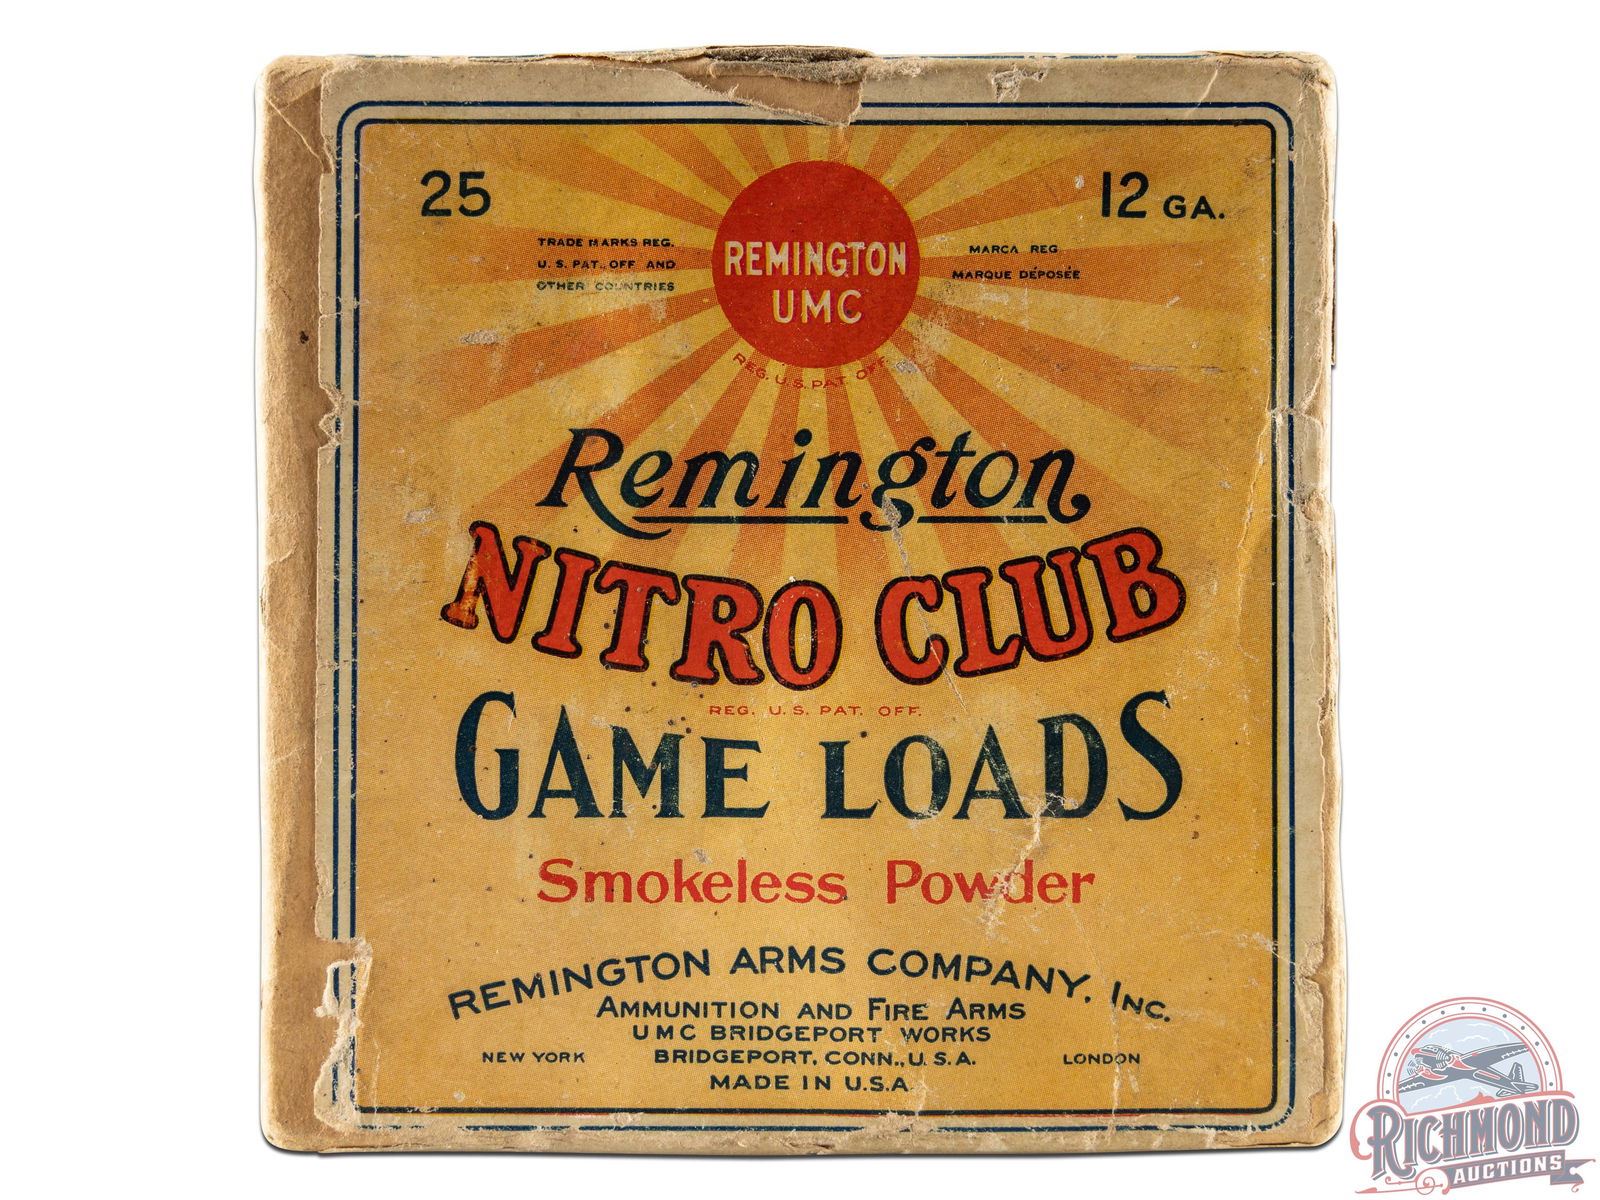 25
12 GA.
TRADE MARKS REG.
U. S. PAT. OFF AND
OTHER COUNTRIES
REMINGTON
UMC
MARCA REG
MARQUE DÉPOSÉE
REG. U.S. PAT. OFF.
Remington
NITRO CLUB
REG. U. S. PAT. OFF.
GAME LOADS
Smokeless Powder
REMINGTON ARMS COMPANY, INC.
AMMUNITION AND FIRE ARMS
UMC BRIDGEPORT WORKS
NEW YORK BRIDGEPORT, CONN., U.S.A. LONDON
MADE IN U.S.A.
RICHMOND
AUCTIONS